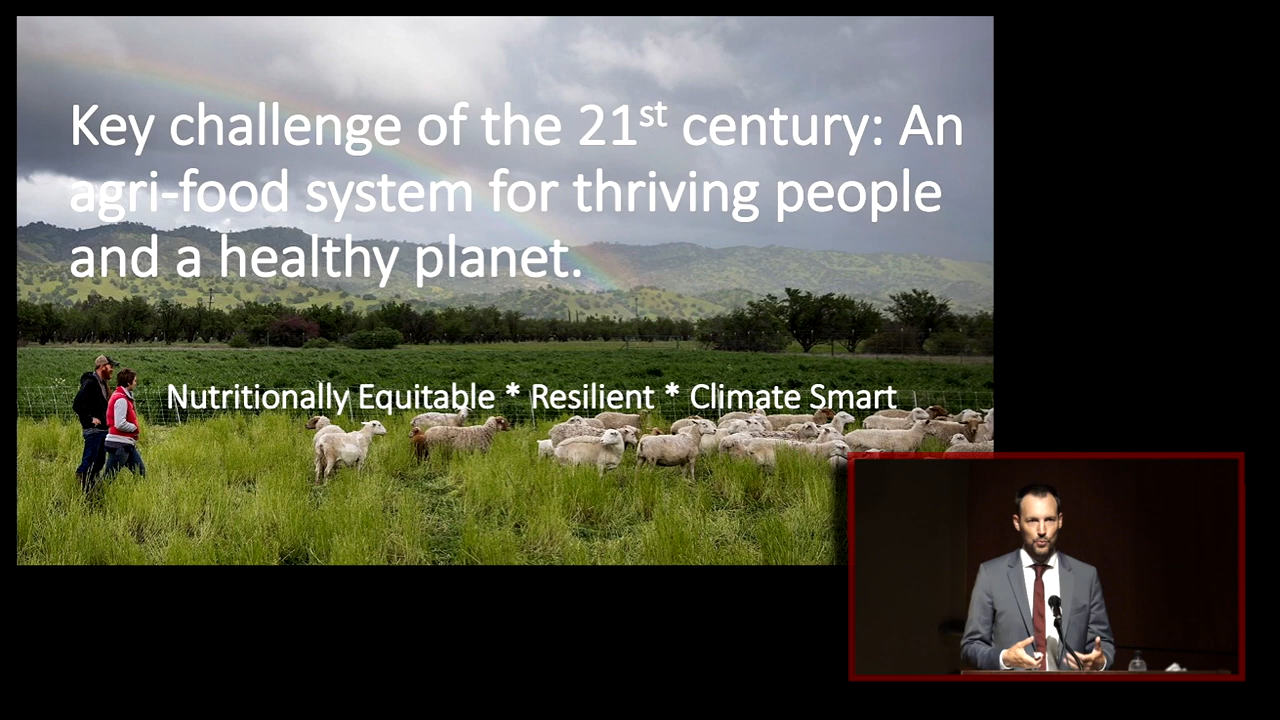 Key challenge of the 21st century: An
agri-food system for thriving people
and a healthy planet.
Nutritionally Equitable * Resilient * Climate Smart